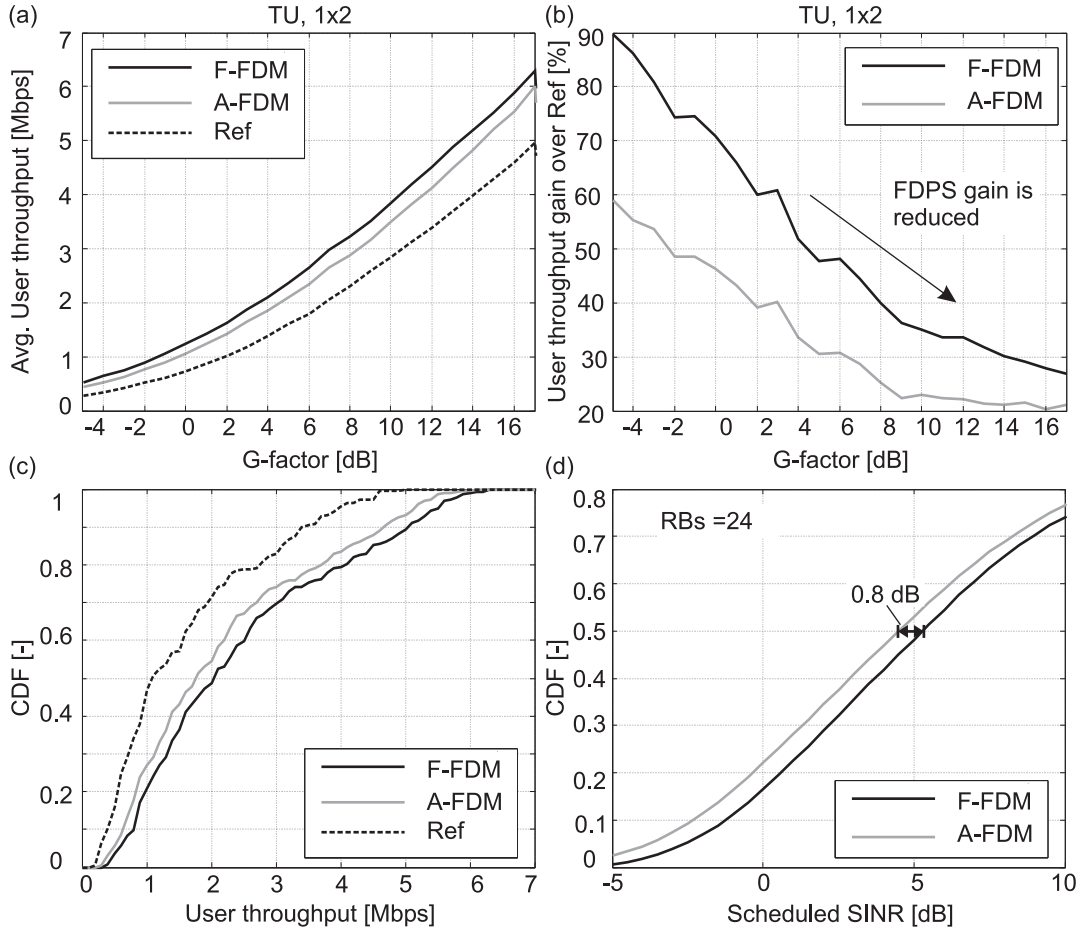 (a)
TU, 1x2
7
6
5
4
3
2
1
0
Avg. User throughput [Mbps]
F-FDM
A-FDM
Ref
-4
-2
0
2
4
6
8
10
12
14
16
G-factor [dB]
(b)
TU, 1x2
90
80
70
60
50
40
30
20
User throughput gain over Ref [%]
F-FDM
A-FDM
FDPS gain is
reduced
-4
-2
0
2
4
6
8
10
12
14
16
G-factor [dB]
(c)
1
0.8
0.6
0.4
0.2
0
CDF [-]
F-FDM
A-FDM
Ref
0
1
2
3
4
5
6
7
User throughput [Mbps]
(d)
0.8
0.7
0.6
0.5
0.4
0.3
0.2
0.1
0
CDF [-]
RBs =24
0.8 dB
F-FDM
A-FDM
-5
0
5
10
Scheduled SINR [dB]